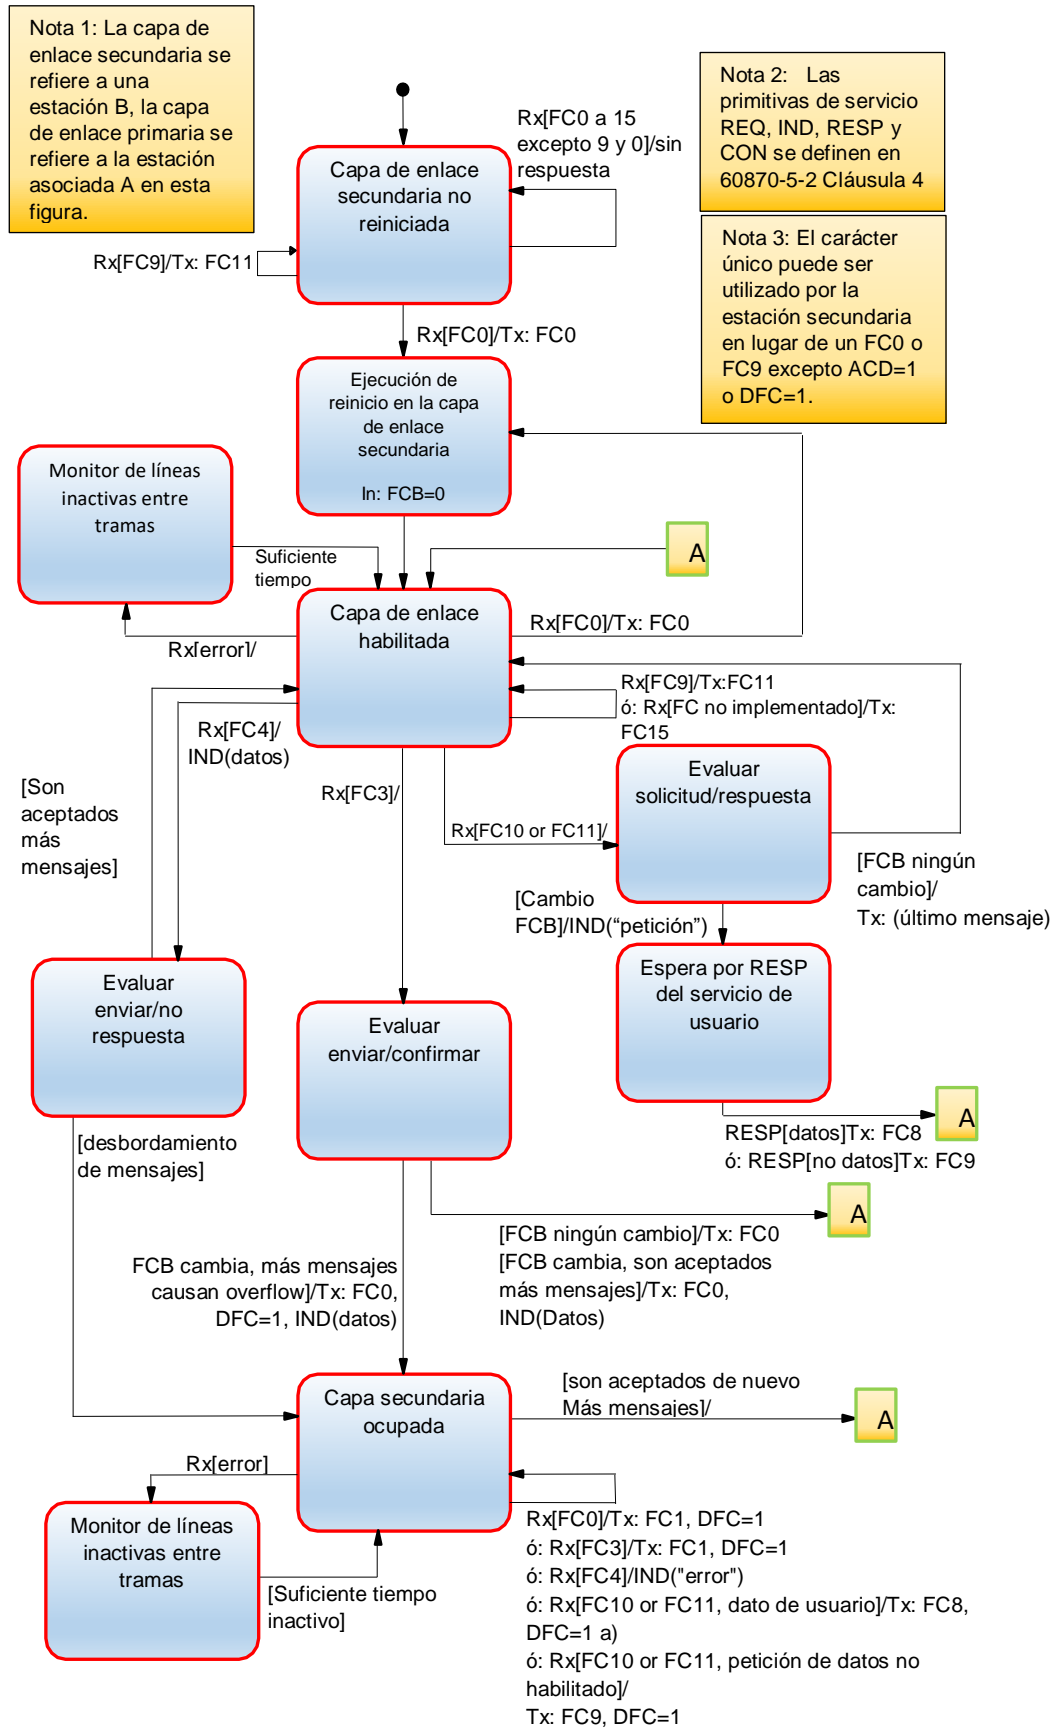 Nota 1: La capa de
enlace secundaria se
refiere a una
estación B, la capa
de enlace primaria se
refiere a la estación
asociada A en esta
figura.
Nota 2: Las
primitivas de servicio
REQ, IND, RESP y
CON se definen en
60870-5-2 Cláusula 4
Rx[FC0 a 15
excepto 9 y 0]/sin
respuesta
Capa de enlace
secundaria no
reiniciada
Nota 3: El carácter
único puede ser
utilizado por la
estación secundaria
en lugar de un FC0 o
FC9 excepto ACD=1
o DFC=1.
Rx[FC9]/Tx: FC11
Rx[FC0]/Tx: FC0
Ejecución de
reinicio en la capa
de enlace
secundaria
In: FCB=0
Monitor de líneas
inactivas entre
tramas
Suficiente
tiempo
A
Capa de enlace
habilitada
Rx[FC0]/Tx: FC0
Rx[error]/
Rx[FC9]/Tx:FC11
ó: Rx[FC no implementado]/Tx:
FC15
Rx[FC4]/
IND(datos)
[Son
aceptados
más
mensajes]
Rx[FC3]/
Rx[FC10 or FC11]/
Evaluar
solicitud/respuesta
[FCB ningún
cambio]/
Tx: (último mensaje)
[Cambio
FCB]/IND(“petición”)
Evaluar
enviar/no
respuesta
Evaluar
enviar/confirmar
Espera por RESP
del servicio de
usuario
A
RESP[datos]Tx: FC8
ó: RESP[no datos]Tx: FC9
[desbordamiento
de mensajes]
A
[FCB ningún cambio]/Tx: FC0
[FCB cambia, son aceptados
más mensajes]/Tx: FC0,
IND(Datos)
FCB cambia, más mensajes
causan overflow]/Tx: FC0,
DFC=1, IND(datos)
Capa secundaria
ocupada
[son aceptados de nuevo
Más mensajes]/
A
Rx[error]
Monitor de líneas
inactivas entre
tramas
[Suficiente tiempo
inactivo]
Rx[FC0]/Tx: FC1, DFC=1
ó: Rx[FC3]/Tx: FC1, DFC=1
ó: Rx[FC4]/IND("error")
ó: Rx[FC10 or FC11, dato de usuario]/Tx: FC8,
DFC=1 a)
ó: Rx[FC10 or FC11, petición de datos no
habilitado]/
Tx: FC9, DFC=1